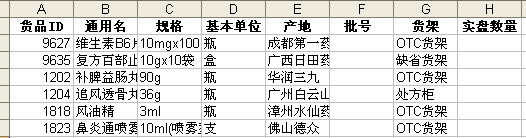 A B C D E F G H
货品ID 通用名 规格 基本单位 产地 批号 货架 实盘数量
9627 维生素B6片 10mgx100 瓶 成都第一药 OTC货架
9635 复方百部止 10gx10袋 盒 广西日田药 缺省货架
1202 补脾益肠丸 90g 瓶 华润三九 OTC货架
1204 追风透骨丸 36g 瓶 广州白云山 处方柜
1818 风油精 3ml 瓶 漳州水仙药 OTC货架
1823 鼻炎通喷雾 10ml(喷雾 支 佛山德众 OTC货架